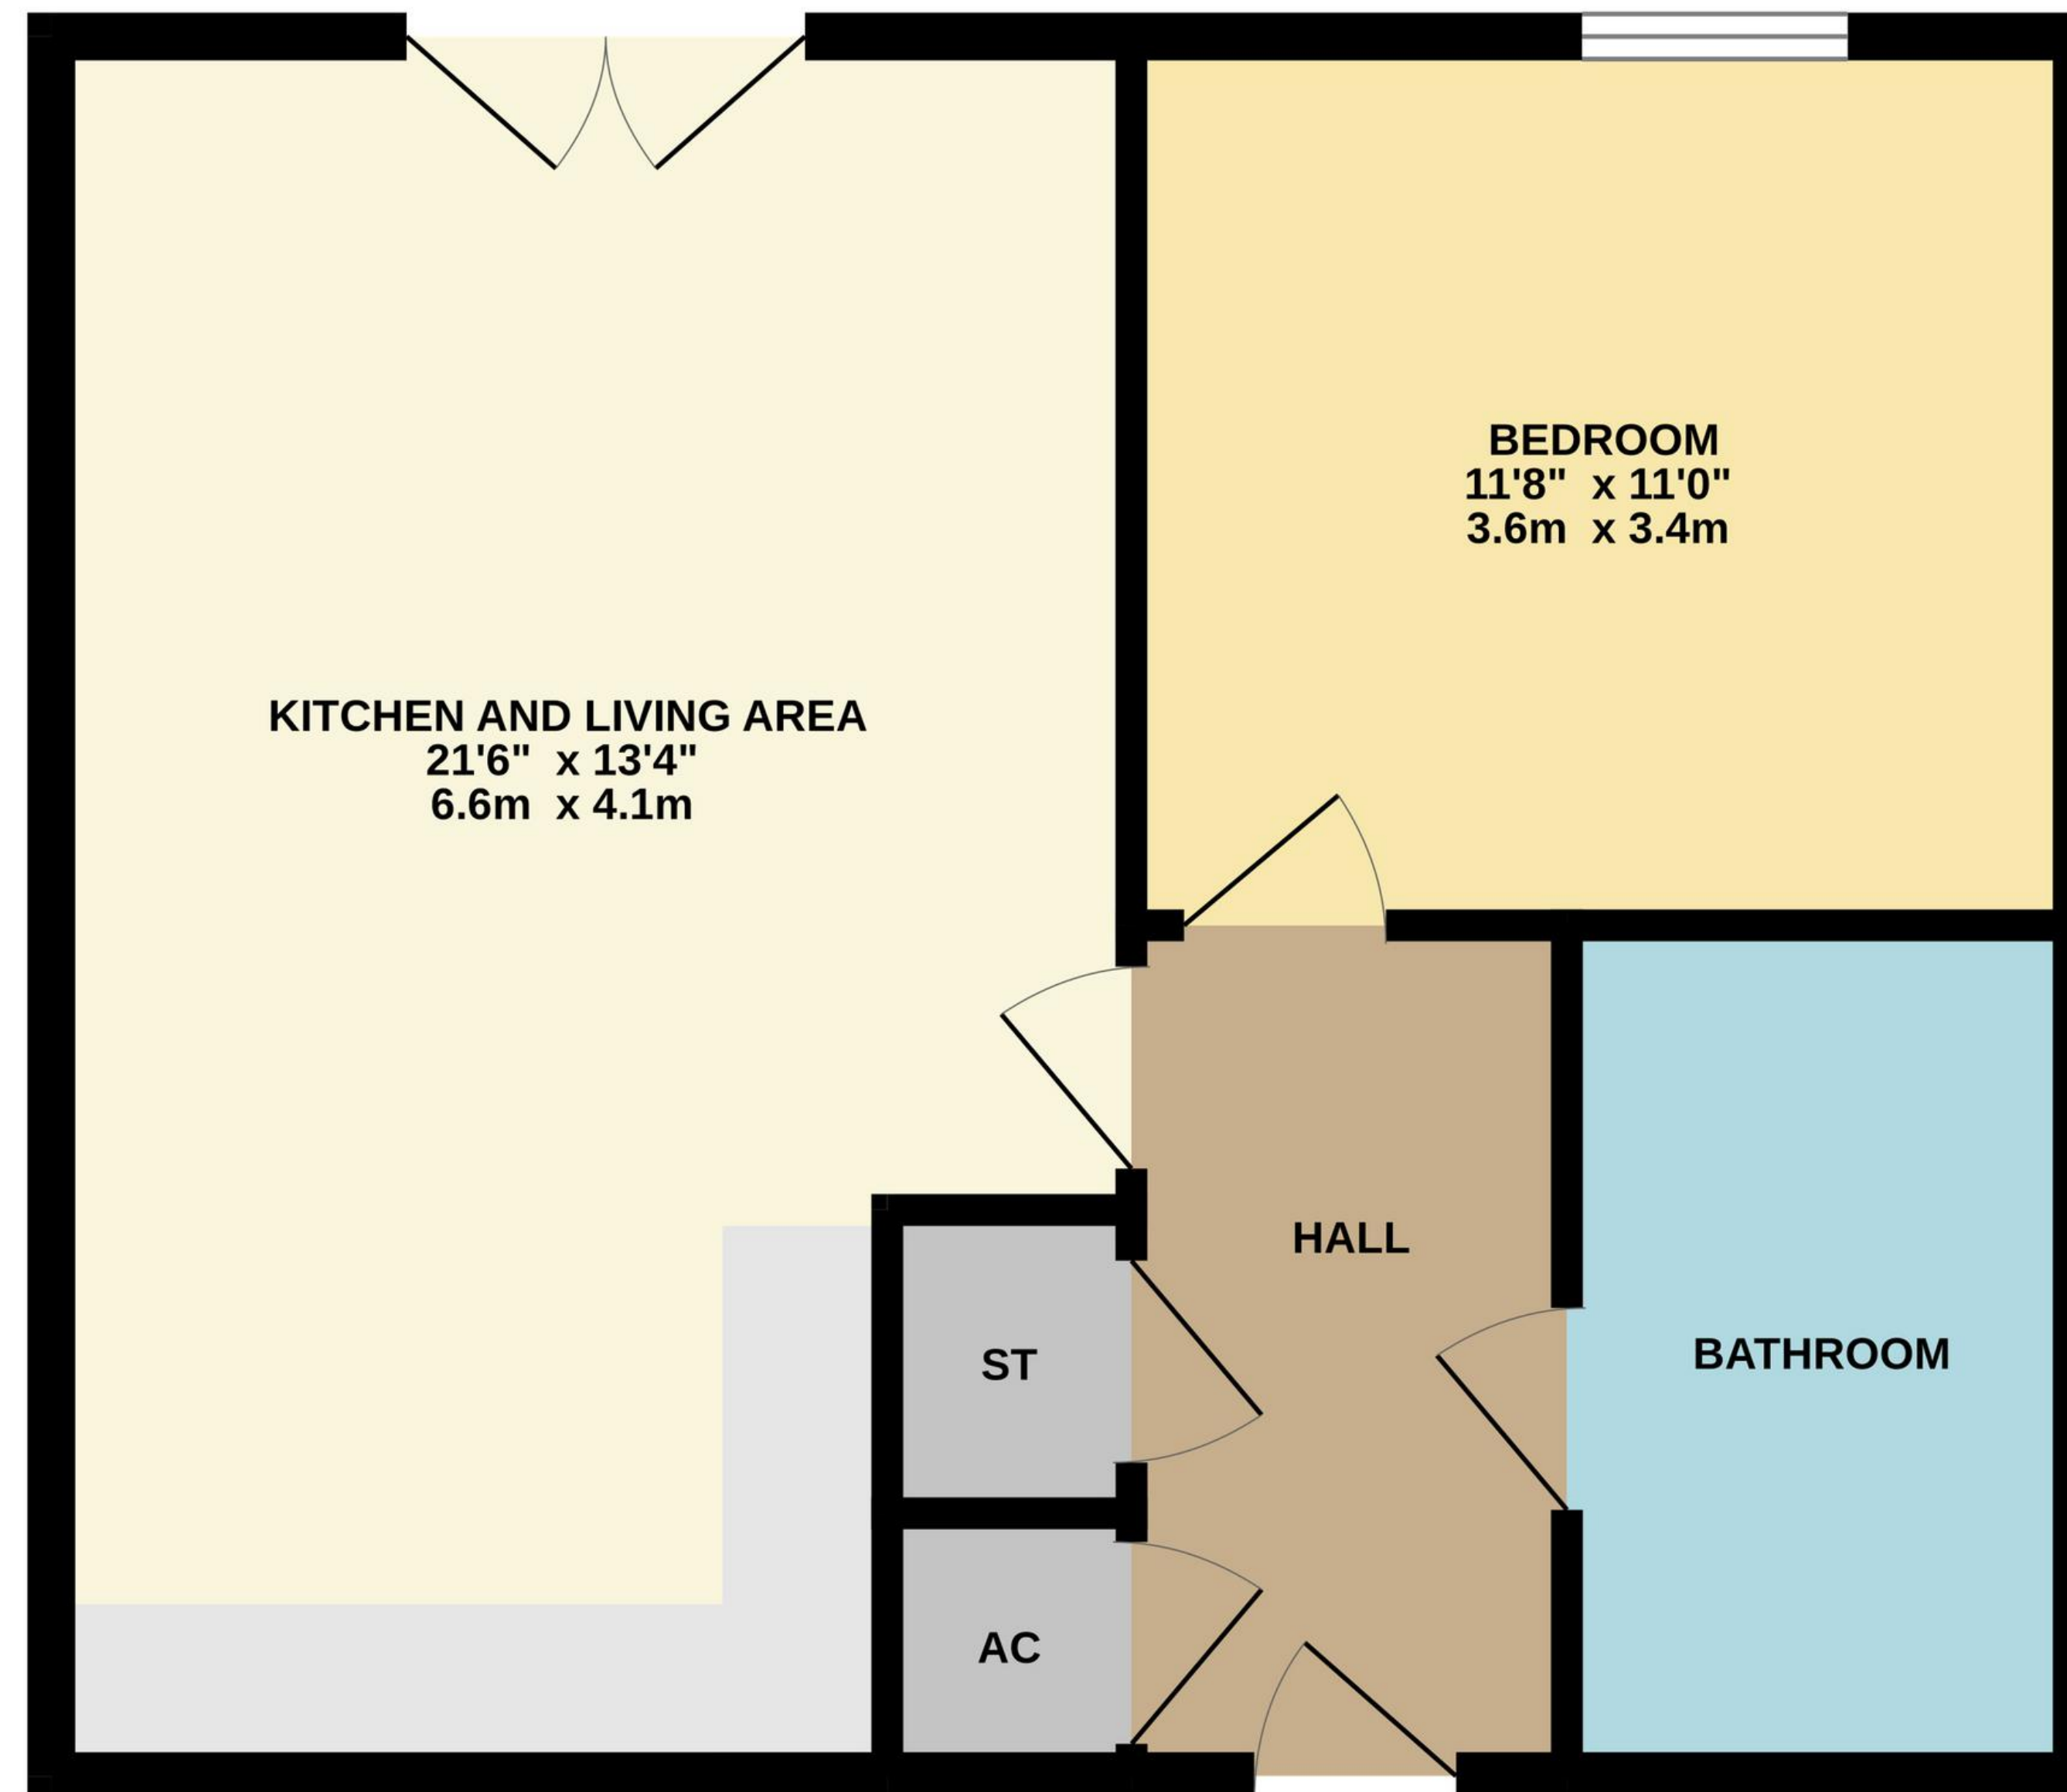 KITCHEN AND LIVING AREA
21'6" x 13'4"
6.6m x 4.1m
BEDROOM
11'8" x 11'0"
3.6m x 3.4m
HALL
BATHROOM
ST
AC